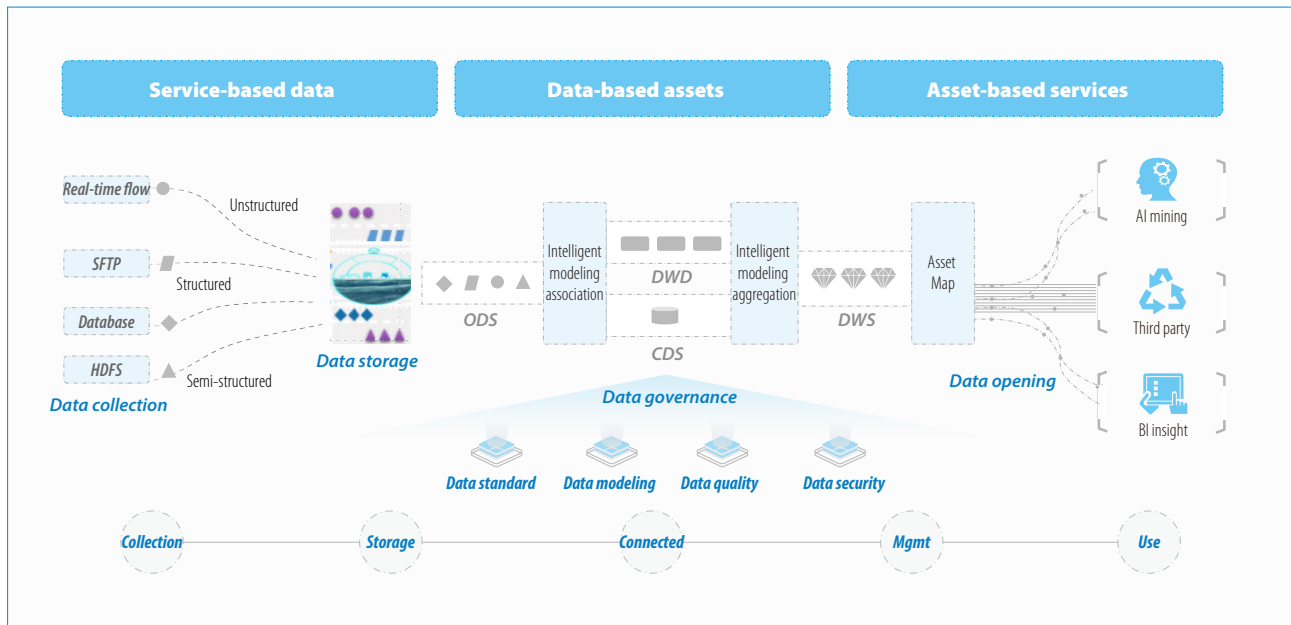 Service-based data
Data-based assets
Asset-based services
Real-time flow
Unstructured
SFTP
Structured
Database
HDFS
Semi-structured
Data collection
Data storage
ODS
Intelligent
modeling
association
DWD
CDS
Intelligent
modeling
aggregation
DWS
Asset
Map
Data opening
AI mining
Third party
BI insight
Data governance
Data standard
Data modeling
Data quality
Data security
Collection
Storage
Connected
Mgmt
Use